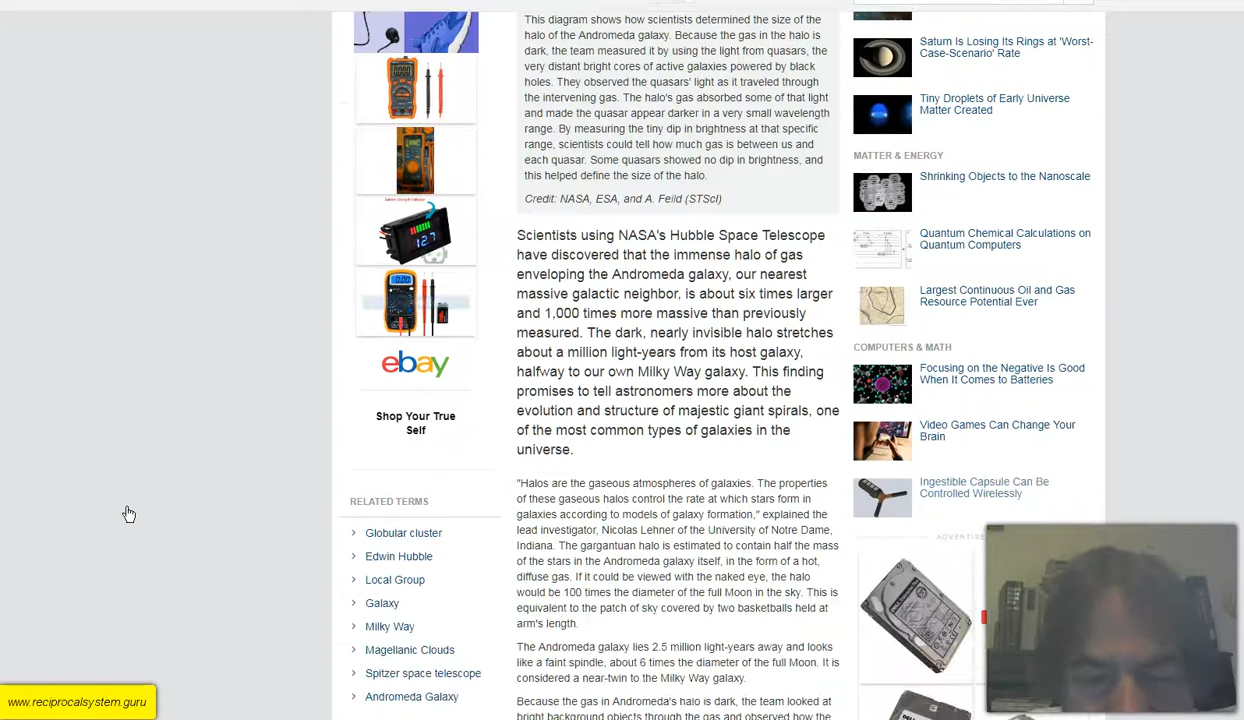 This diagram shows how scientists determined the size of the
halo of the Andromeda galaxy. Because the gas in the halo is
dark, the team measured it by using the light from quasars, the
very distant bright cores of active galaxies powered by black
holes. They observed the quasars' light as it traveled through
the intervening gas. The halo's gas absorbed some of that light
and made the quasar appear darker in a very small wavelength
range. By measuring the tiny dip in brightness at that specific
range, scientists could tell how much gas is between us and
each quasar. Some quasars showed no dip in brightness, and
this helped define the size of the halo.
Credit: NASA, ESA, and A. Feild (STScI)
Scientists using NASA's Hubble Space Telescope
have discovered that the immense halo of gas
enveloping the Andromeda galaxy, our nearest
massive galactic neighbor, is about six times larger
and 1,000 times more massive than previously
measured. The dark, nearly invisible halo stretches
about a million light-years from its host galaxy,
halfway to our own Milky Way galaxy. This finding
promises to tell astronomers more about the
evolution and structure of majestic giant spirals, one
of the most common types of galaxies in the
universe.
"Halos are the gaseous atmospheres of galaxies. The properties
of these gaseous halos control the rate at which stars form in
galaxies according to models of galaxy formation," explained the
lead investigator, Nicolas Lehner of the University of Notre Dame,
Indiana. The gargantuan halo is estimated to contain half the mass
of the stars in the Andromeda galaxy itself, in the form of a hot,
diffuse gas. If it could be viewed with the naked eye, the halo
would be 100 times the diameter of the full Moon in the sky. This is
equivalent to the patch of sky covered by two basketballs held at
arm's length.
The Andromeda galaxy lies 2.5 million light-years away and looks
like a faint spindle, about 6 times the diameter of the full Moon. It is
considered a near-twin to the Milky Way galaxy.
Because the gas in Andromeda's halo is dark, the team looked at
bright background objects through the gas and observed how the
12.7
ebay
Shop Your True
Self
RELATED TERMS
Globular cluster
Edwin Hubble
Local Group
Galaxy
Milky Way
Magellanic Clouds
Spitzer space telescope
Andromeda Galaxy
Saturn Is Losing Its Rings at 'Worst-
Case-Scenario' Rate
Tiny Droplets of Early Universe
Matter Created
MATTER & ENERGY
Shrinking Objects to the Nanoscale
Quantum Chemical Calculations on
Quantum Computers
Largest Continuous Oil and Gas
Resource Potential Ever
COMPUTERS & MATH
Focusing on the Negative Is Good
When It Comes to Batteries
Video Games Can Change Your
Brain
Ingestible Capsule Can Be
Controlled Wirelessly
www.reciprocalsystem.guru